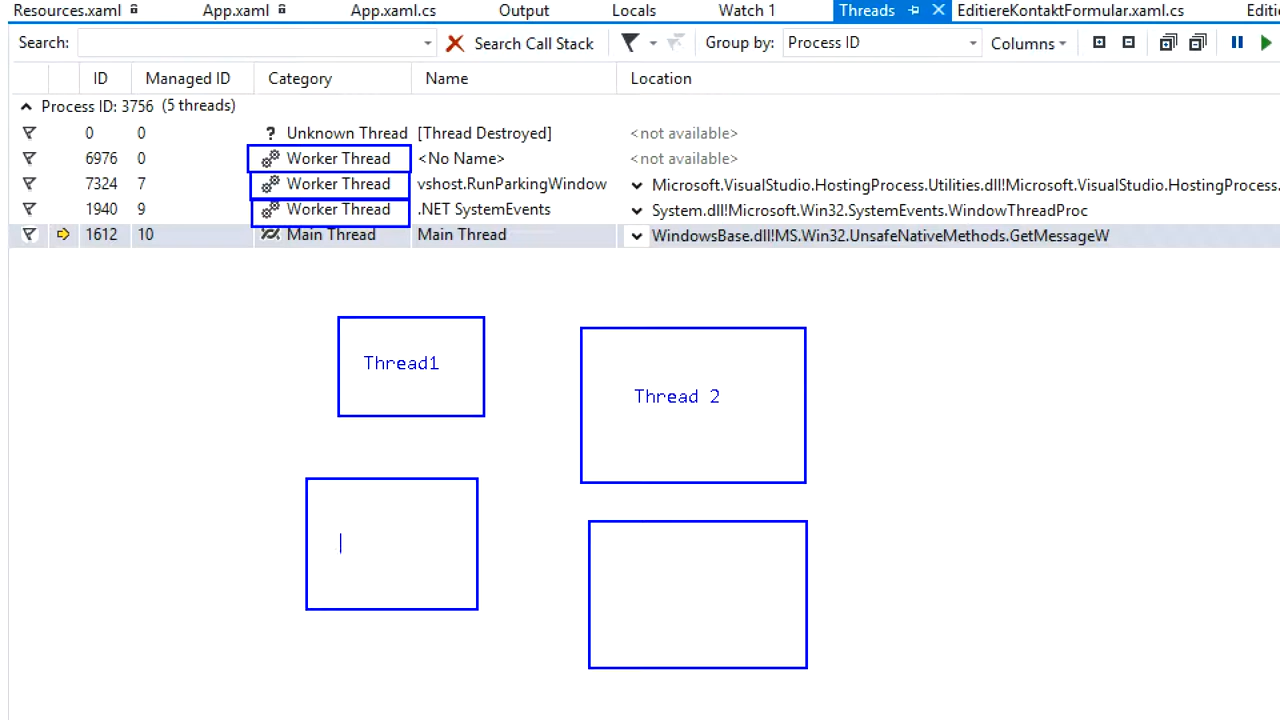 Resources.xaml App.xaml App.xaml.cs Output Locals Watch 1 Threads EditiereKontaktFormular.xaml.cs Editie
Search: Search Call Stack Group by: Process ID Columns
ID Managed ID Category Name Location
Process ID: 3756 (5 threads)
0 0 ? Unknown Thread [Thread Destroyed] <not available>
6976 0 Worker Thread <No Name> <not available>
7324 7 Worker Thread vshost.RunParkingWindow Microsoft.VisualStudio.HostingProcess.Utilities.dll!Microsoft.VisualStudio.HostingProcess.
1940 9 Worker Thread .NET SystemEvents System.dll!Microsoft.Win32.SystemEvents.WindowThreadProc
1612 10 Main Thread Main Thread WindowsBase.dll!MS.Win32.UnsafeNativeMethods.GetMessageW
Thread1
Thread 2